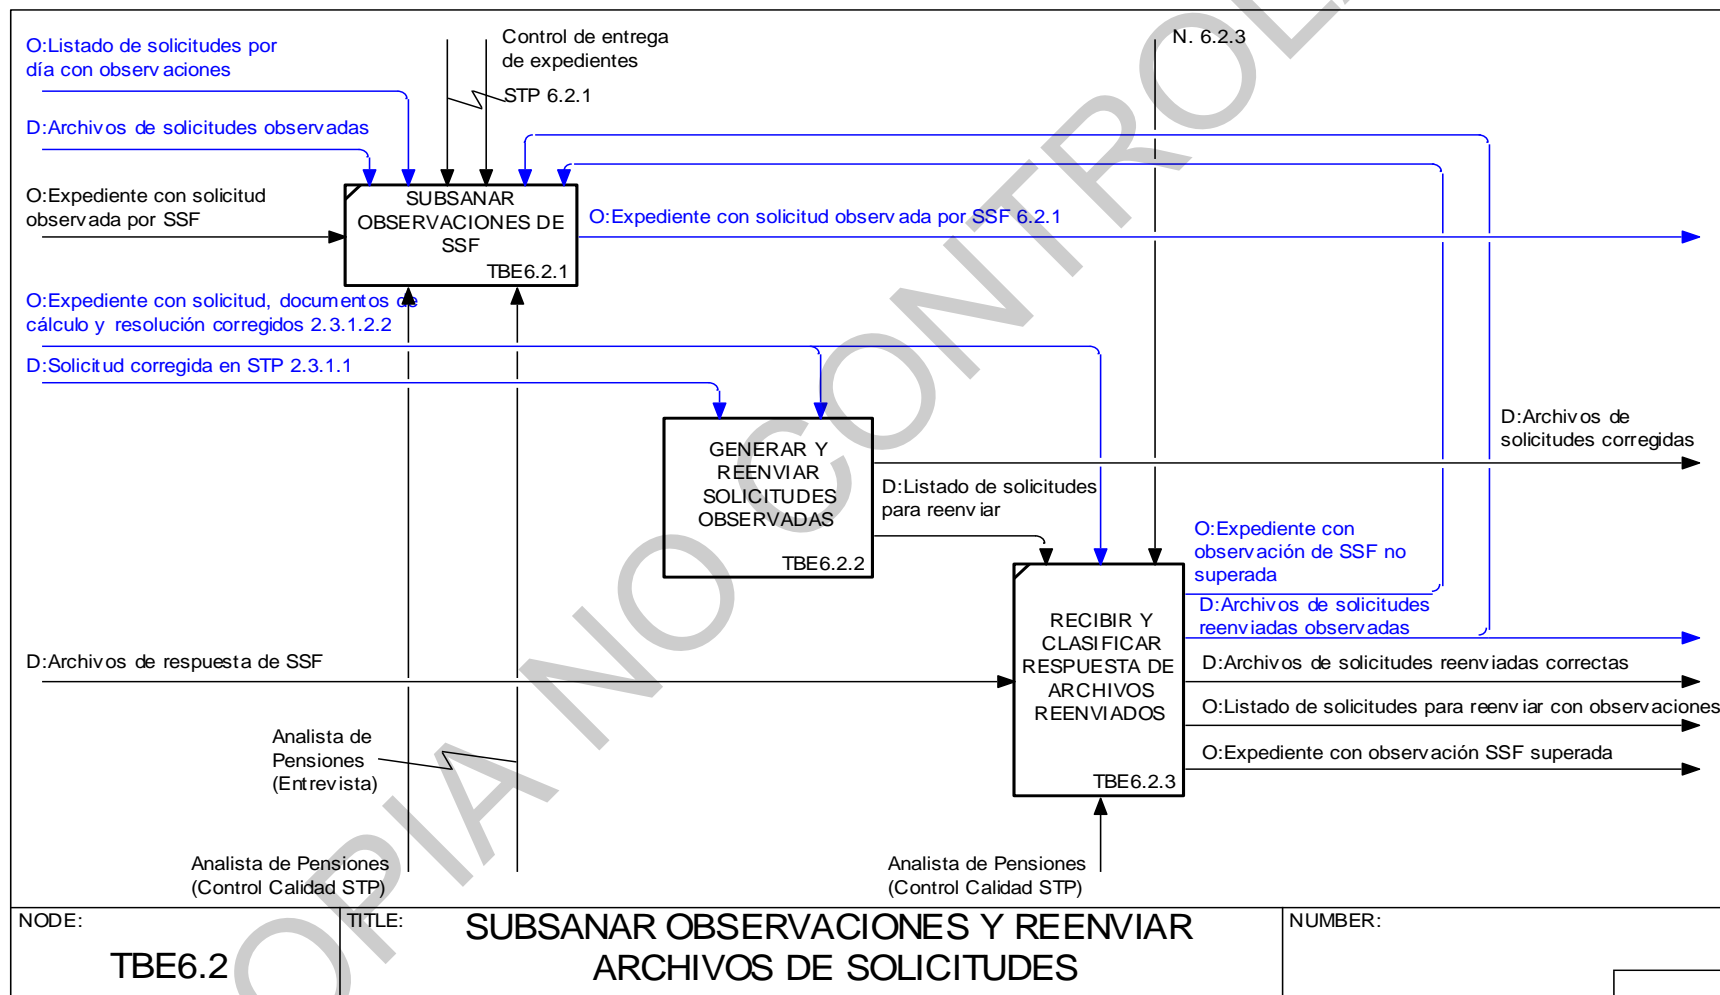 O:Listado de solicitudes por
día con observaciones
Control de entrega
de expedientes
N. 6.2.3
STP 6.2.1
D:Archivos de solicitudes observadas
O:Expediente con solicitud
observada por SSF
SUBSANAR
OBSERVACIONES DE
SSF
TBE6.2.1
O:Expediente con solicitud observada por SSF 6.2.1
O:Expediente con solicitud, documentos de
cálculo y resolución corregidos 2.3.1.2.2
D:Solicitud corregida en STP 2.3.1.1
GENERAR Y
REENVIAR
SOLICITUDES
OBSERVADAS
TBE6.2.2
D:Archivos de
solicitudes corregidas
D:Listado de solicitudes
para reenviar
O:Expediente con
observación de SSF no
superada
D:Archivos de solicitudes
reenviadas observadas
RECIBIR Y
CLASIFICAR
RESPUESTA DE
ARCHIVOS
REENVIADOS
TBE6.2.3
D:Archivos de respuesta de SSF
D:Archivos de solicitudes reenviadas correctas
O:Listado de solicitudes para reenviar con observaciones
O:Expediente con observación SSF superada
Analista de
Pensiones
(Entrevista)
Analista de Pensiones
(Control Calidad STP)
Analista de Pensiones
(Control Calidad STP)
NODE:
TBE6.2
TITLE:
SUBSANAR OBSERVACIONES Y REENVIAR
ARCHIVOS DE SOLICITUDES
NUMBER:
OPIA NO CONTROL